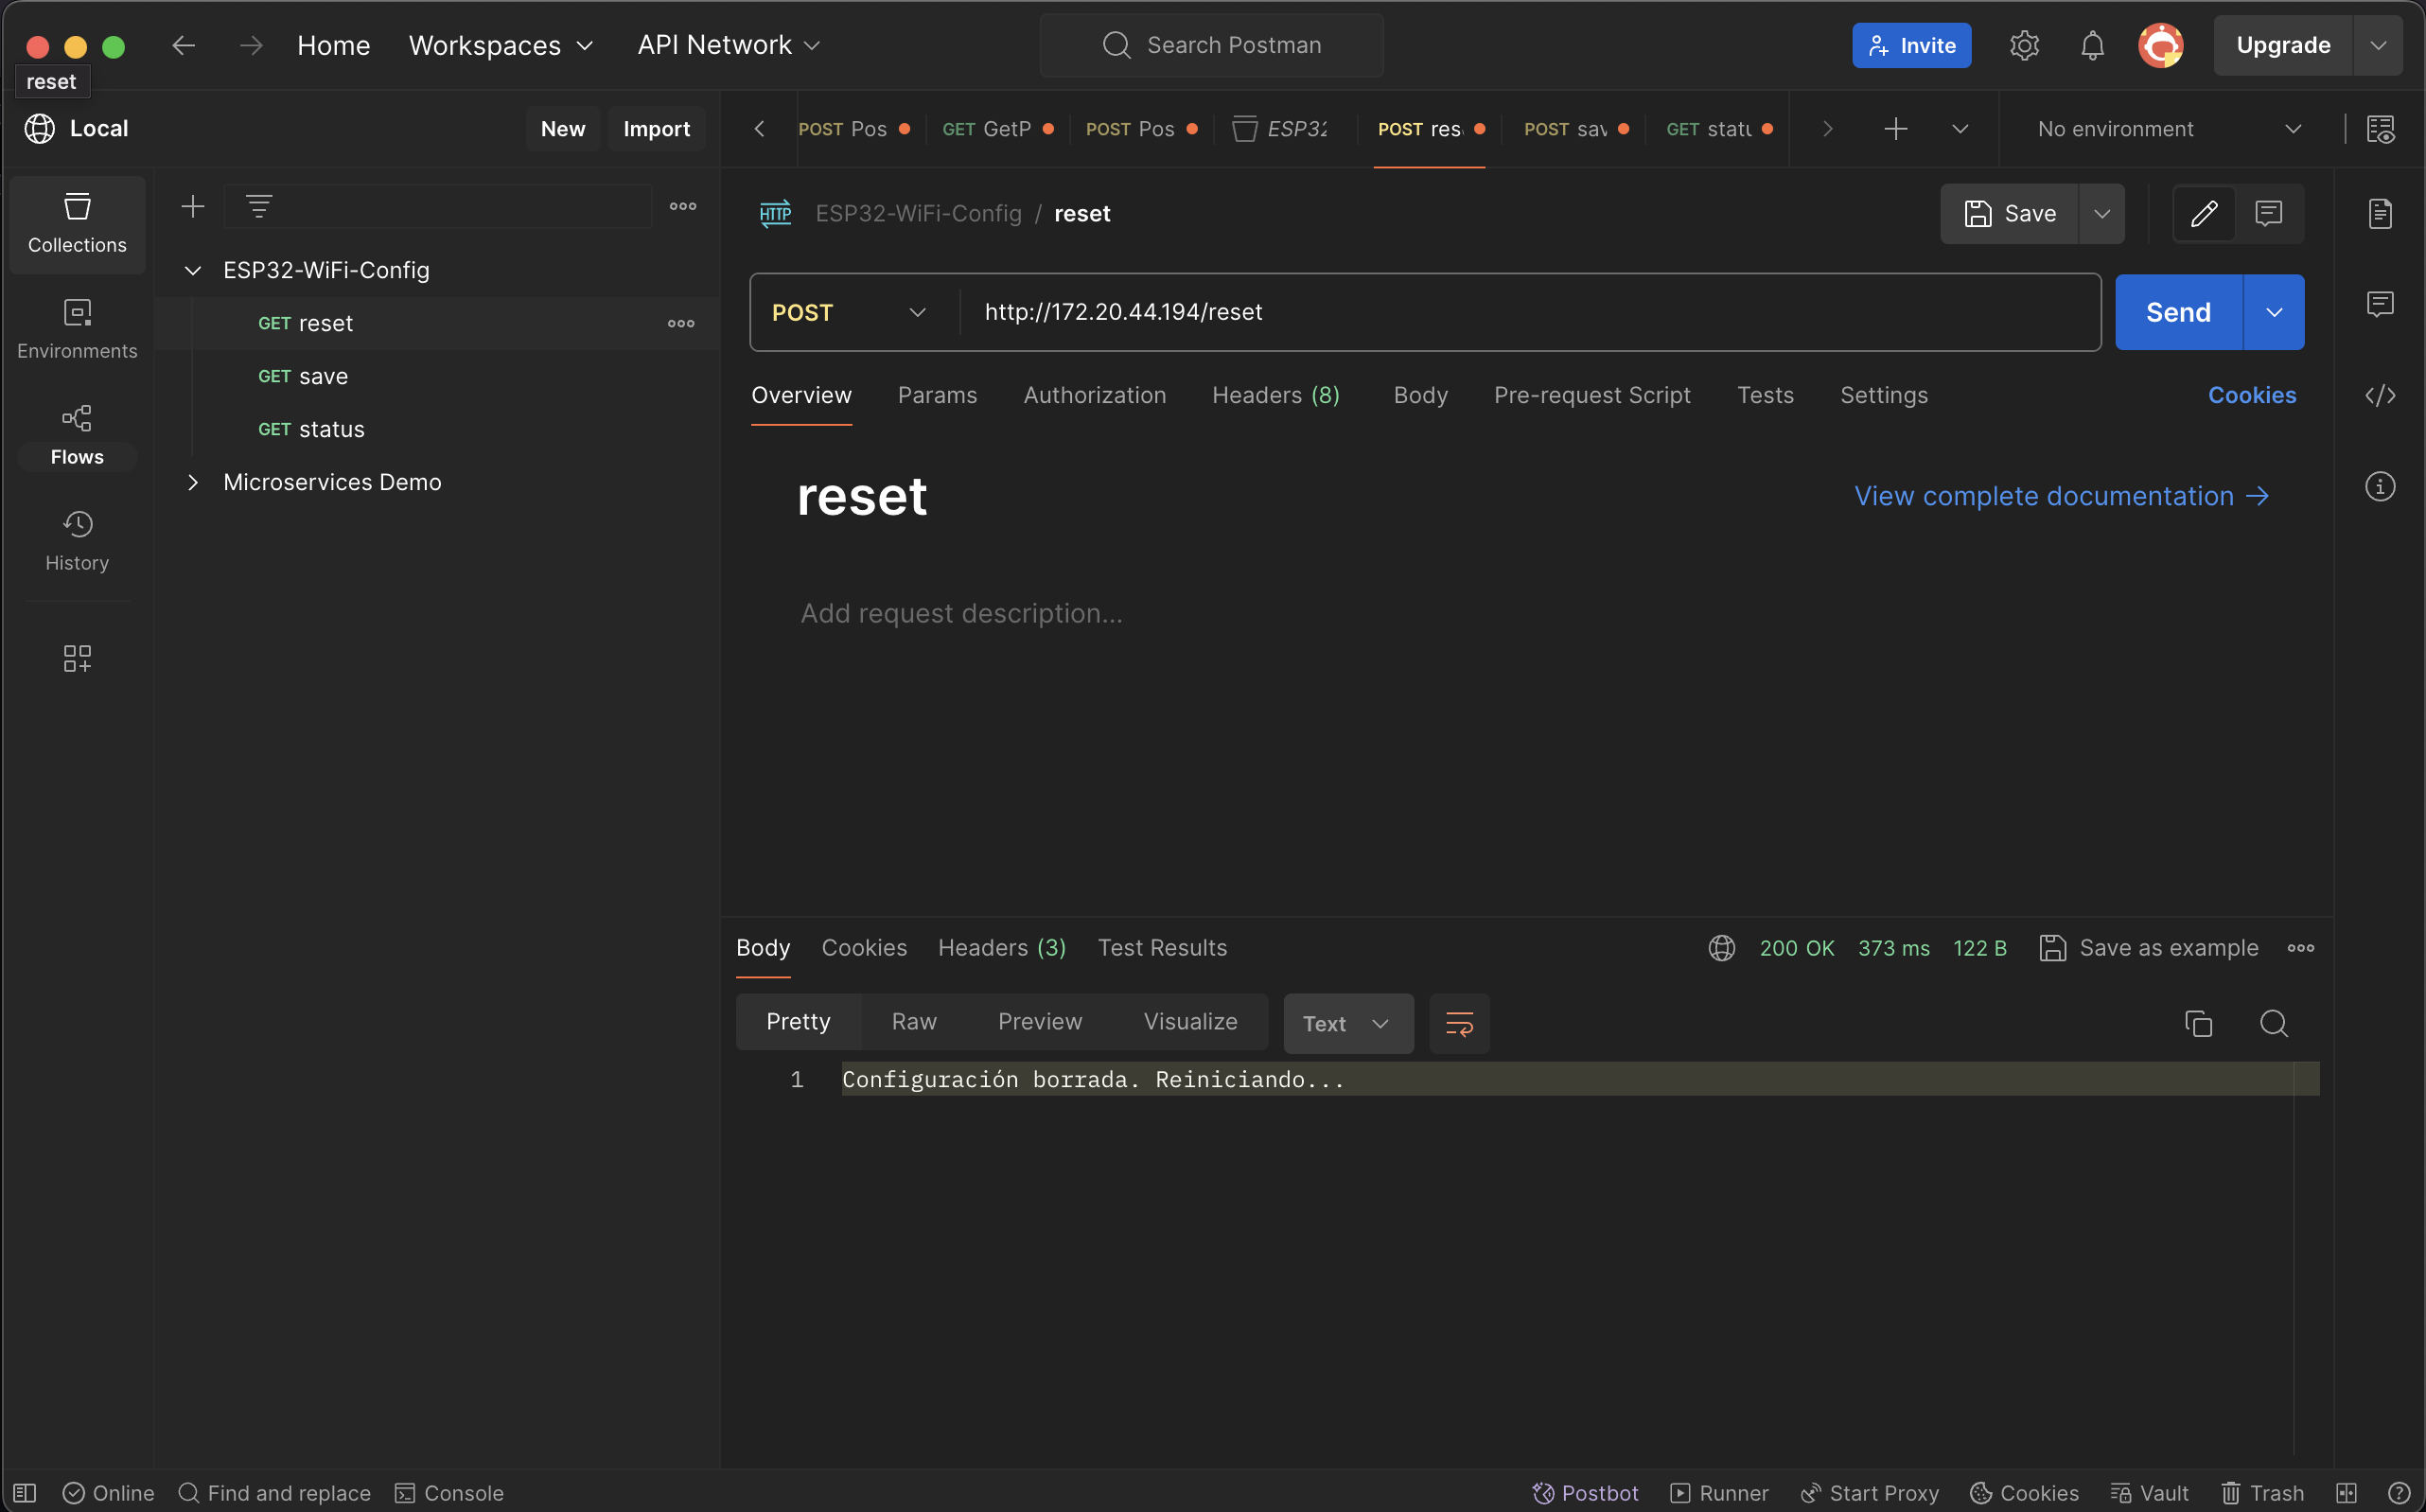 Home Workspaces API Network Search Postman Invite Upgrade
reset
Local New Import
POST Pos GET GetP POST Pos ESP32 POST res POST sav GET statu No environment
Collections
Environments
Flows
History
ESP32-WiFi-Config
GET reset
GET save
GET status
Microservices Demo
HTTP ESP32-WiFi-Config / reset Save
POST http://172.20.44.194/reset Send
Overview Params Authorization Headers (8) Body Pre-request Script Tests Settings Cookies
reset View complete documentation →
Add request description...
Body Cookies Headers (3) Test Results 200 OK 373 ms 122 B Save as example
Pretty Raw Preview Visualize Text
1 Configuración borrada. Reiniciando...
Online Find and replace Console Postbot Runner Start Proxy Cookies Vault Trash